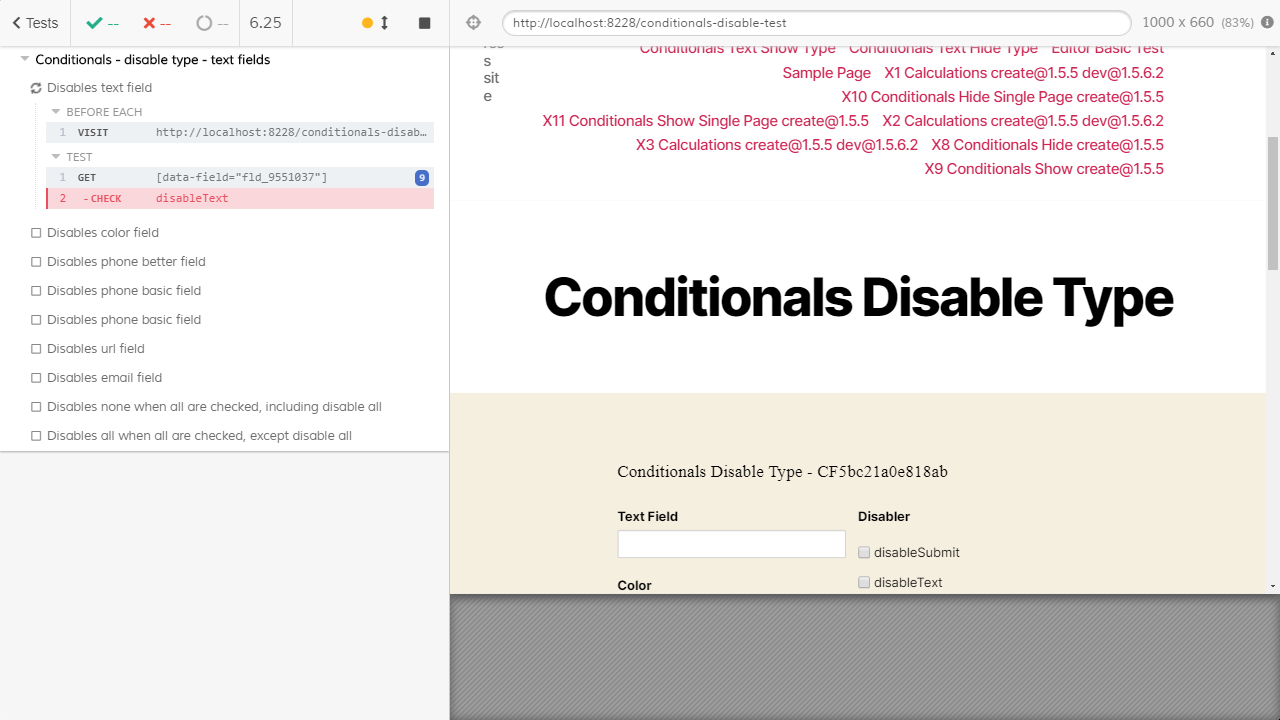 Tests
--
--
--
6.25
http://localhost:8228/conditionals-disable-test
1000 x 660 (83%)
Conditionals - disable type - text fields
Disables text field
BEFORE EACH
1 VISIT http://localhost:8228/conditionals-disab…
TEST
1 GET [data-field="fld_9551037"] 9
2 - CHECK disableText
Disables color field
Disables phone better field
Disables phone basic field
Disables phone basic field
Disables url field
Disables email field
Disables none when all are checked, including disable all
Disables all when all are checked, except disable all
s
sit
e
Conditionals Text Show Type Conditionals Text Hide Type Editor Basic Test
Sample Page X1 Calculations create@1.5.5 dev@1.5.6.2
X10 Conditionals Hide Single Page create@1.5.5
X11 Conditionals Show Single Page create@1.5.5 X2 Calculations create@1.5.5 dev@1.5.6.2
X3 Calculations create@1.5.5 dev@1.5.6.2 X8 Conditionals Hide create@1.5.5
X9 Conditionals Show create@1.5.5
Conditionals Disable Type
Conditionals Disable Type - CF5bc21a0e818ab
Text Field
Disabler
disableSubmit
Color
disableText